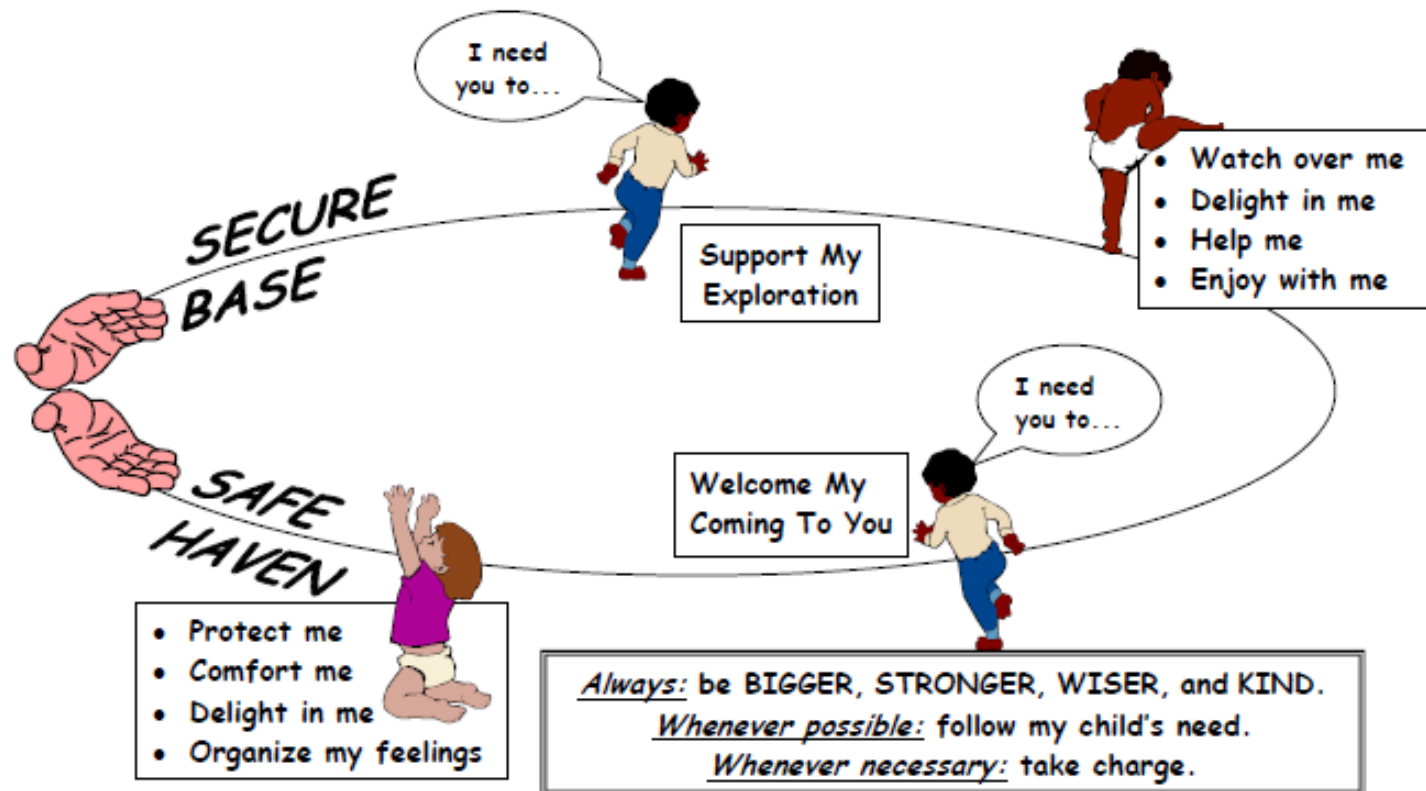 I need
you to...
SECURE
BASE
Support My
Exploration
• Watch over me
• Delight in me
• Help me
• Enjoy with me
I need
you to...
Welcome My
Coming To You
SAFE
HAVEN
• Protect me
• Comfort me
• Delight in me
• Organize my feelings
Always: be BIGGER, STRONGER, WISER, and KIND.
Whenever possible: follow my child's need.
Whenever necessary: take charge.